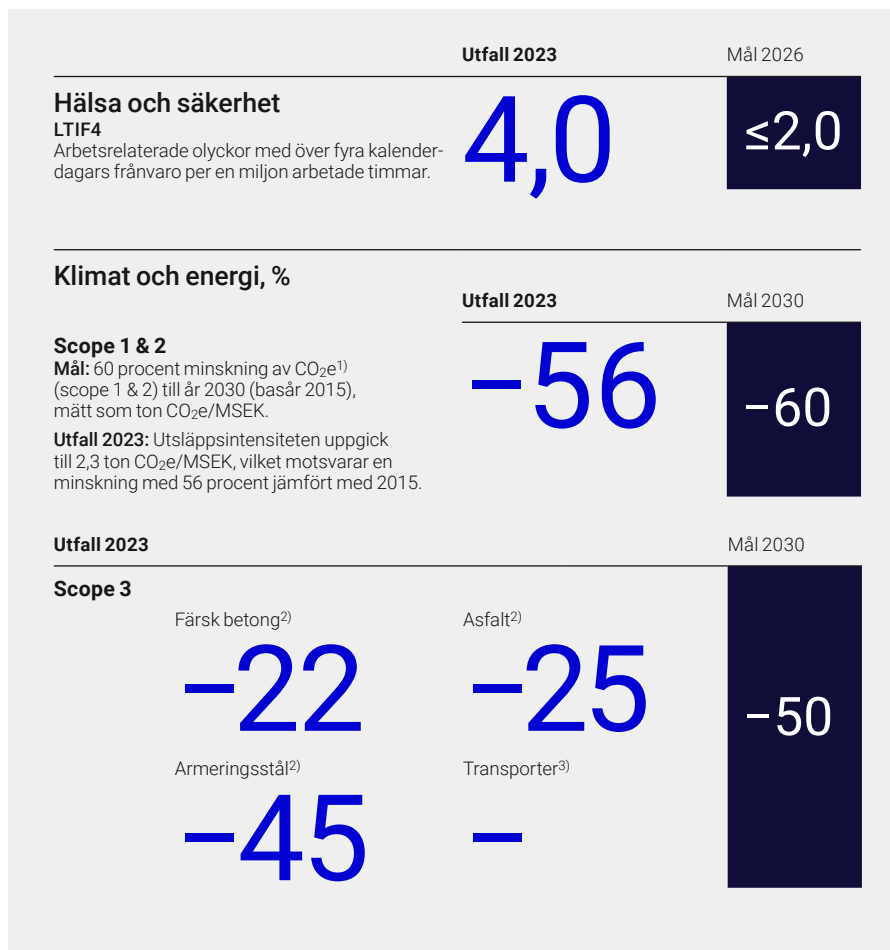 Utfall 2023 Mål 2026
Hälsa och säkerhet
LTIF4
Arbetsrelaterade olyckor med över fyra kalender-
dagars frånvaro per en miljon arbetade timmar.
4,0
≤2,0
Klimat och energi, %
Utfall 2023 Mål 2030
Scope 1 & 2
Mål: 60 procent minskning av CO2e1)
(scope 1 & 2) till år 2030 (basår 2015),
mätt som ton CO2e/MSEK.
Utfall 2023: Utsläppsintensiteten uppgick
till 2,3 ton CO2e/MSEK, vilket motsvarar en
minskning med 56 procent jämfört med 2015.
–56
–60
Utfall 2023 Mål 2030
Scope 3
Färsk betong2) Asfalt2)
–22 –25
–50
Armeringsstål2) Transporter3)
–45 –